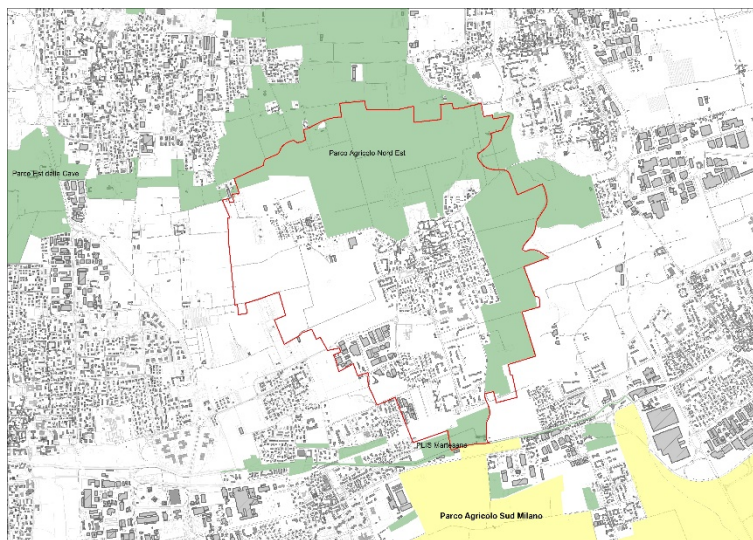 Parco Agricolo Nord Est
Parco Est delle Cave
PLIS Martesana
Parco Agricolo Sud Milano